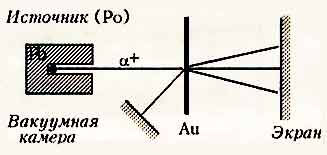 Источник (Po)
Pb
α+
Вакуумная
камера
Au
Экран